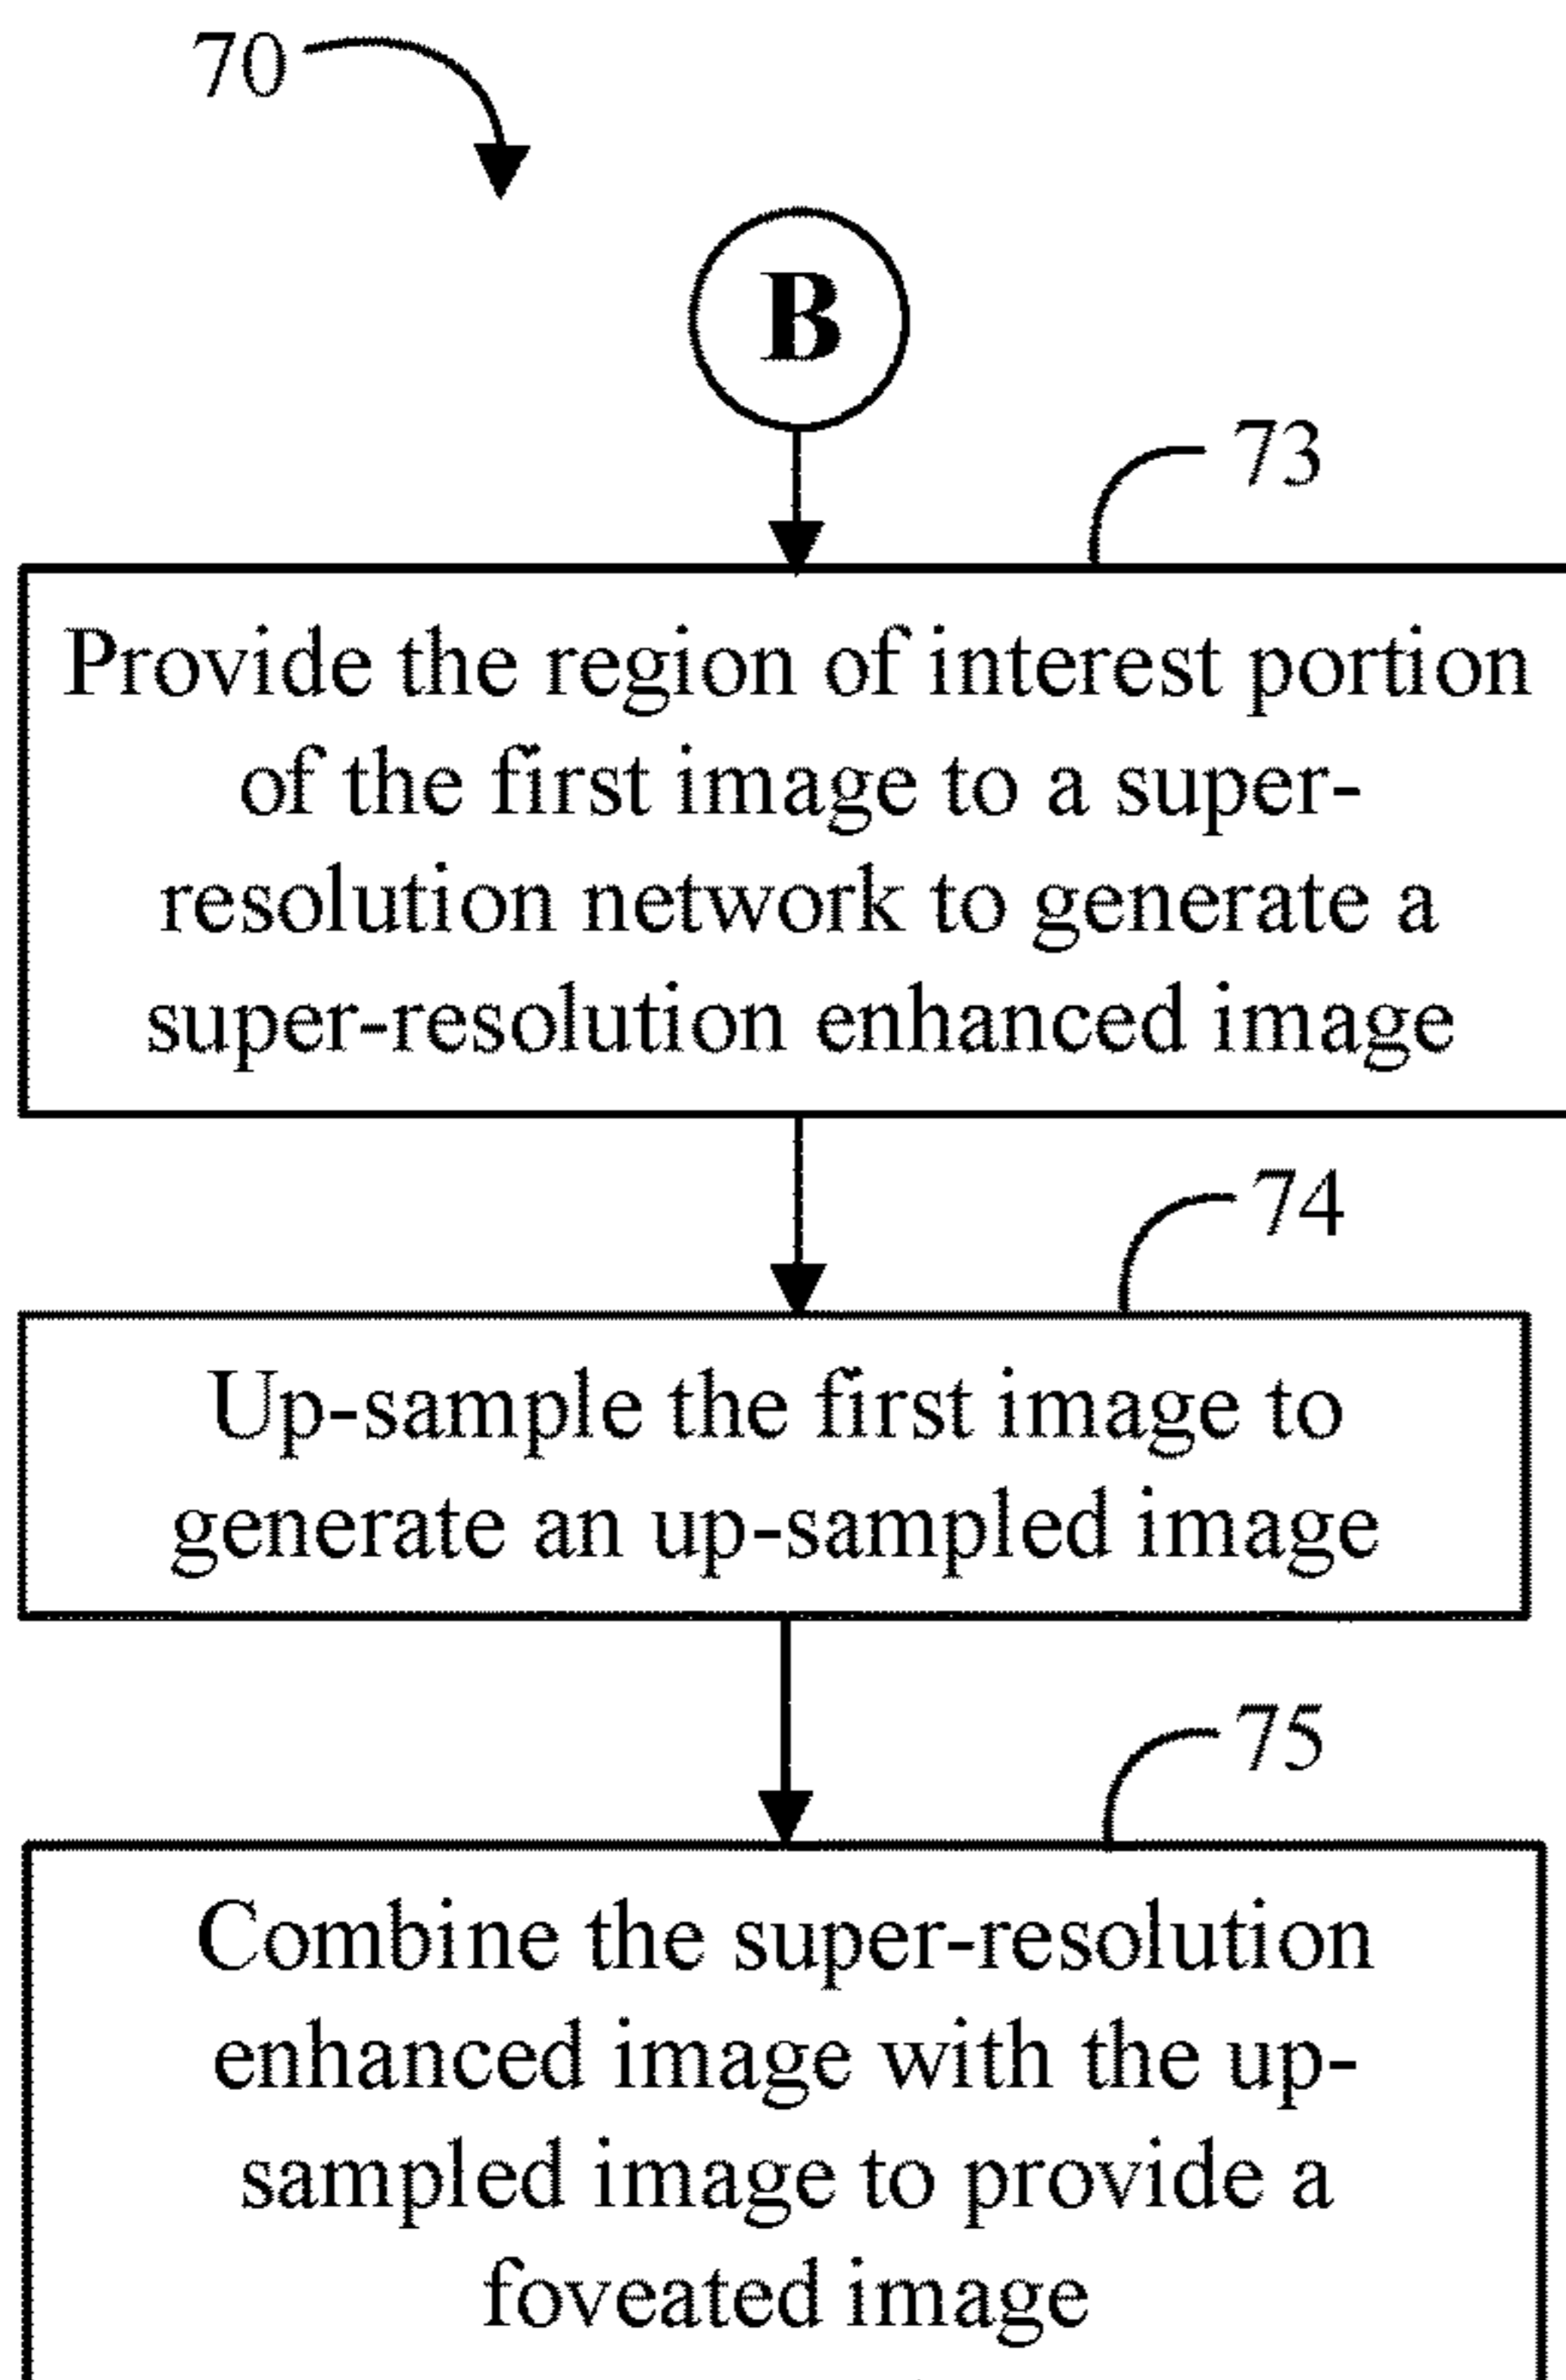 70
B
73
Provide the region of interest portion
of the first image to a super-
resolution network to generate a
super-resolution enhanced image
74
Up-sample the first image to
generate an up-sampled image
75
Combine the super-resolution
enhanced image with the up-
sampled image to provide a
foveated image